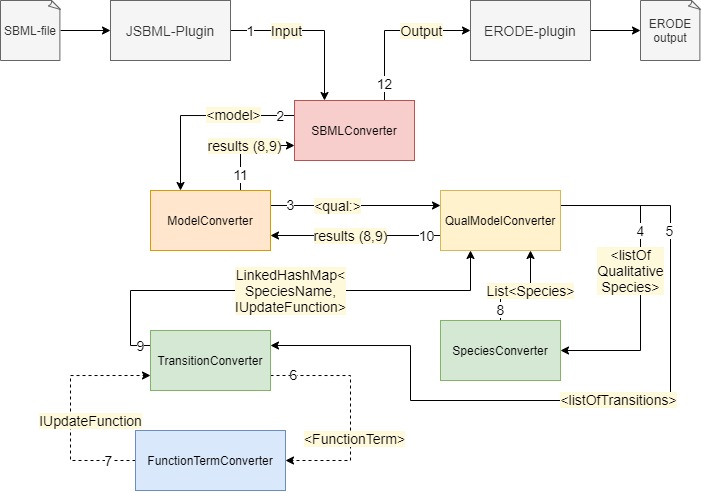 SBML-file
JSBML-Plugin
1
Input
Output
ERODE-plugin
ERODE
output
12
<model>
2
SBMLConverter
results (8,9)
11
ModelConverter
3
<qual:>
QualModelConverter
4
5
results (8,9)
10
<listOf
Qualitative
Species>
LinkedHashMap<
SpeciesName,
IUpdateFunction>
List<Species>
8
9
TransitionConverter
SpeciesConverter
6
<listOfTransitions>
IUpdateFunction
<FunctionTerm>
7
FunctionTermConverter